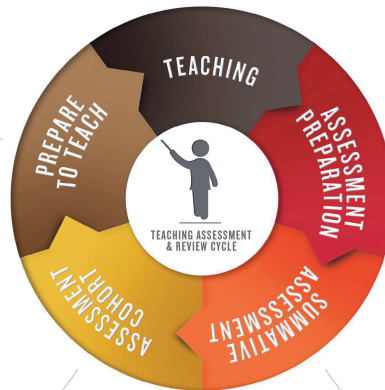 TEACHING
ASSESSMENT
PREPARATION
SUMMATIVE
ASSESSMENT
ASSESSMENT
COHORT
PREPARE
TO TEACH
TEACHING ASSESSMENT
& REVIEW CYCLE